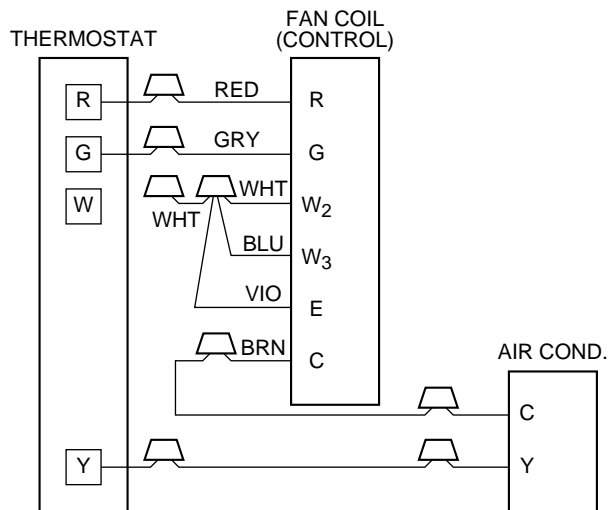 FAN COIL
(CONTROL)
THERMOSTAT
R RED R
G GRY G
W WHT W2
WHT
BLU W3
VIO E
BRN C
AIR COND.
C
Y Y